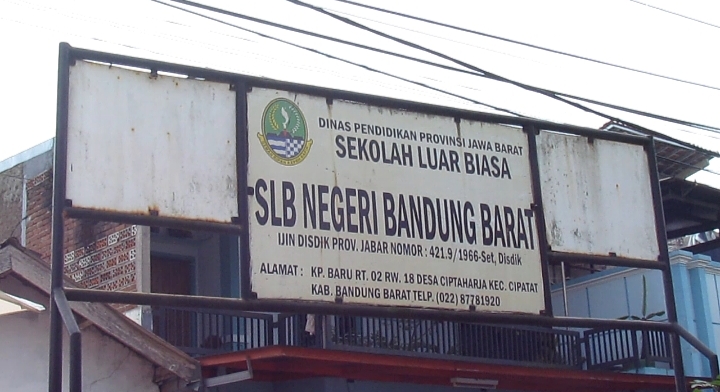 DINAS PENDIDIKAN PROVINSI JAWA BARAT
SEKOLAH LUAR BIASA
SLB NEGERI BANDUNG BARAT
IJIN DISDIK PROV. JABAR NOMOR : 421.9/1966-Set, Disdik
ALAMAT : KP. BARU RT. 02 RW. 18 DESA CIPTAHARJA KEC. CIPATAT
KAB. BANDUNG BARAT TELP. (022) 87781920